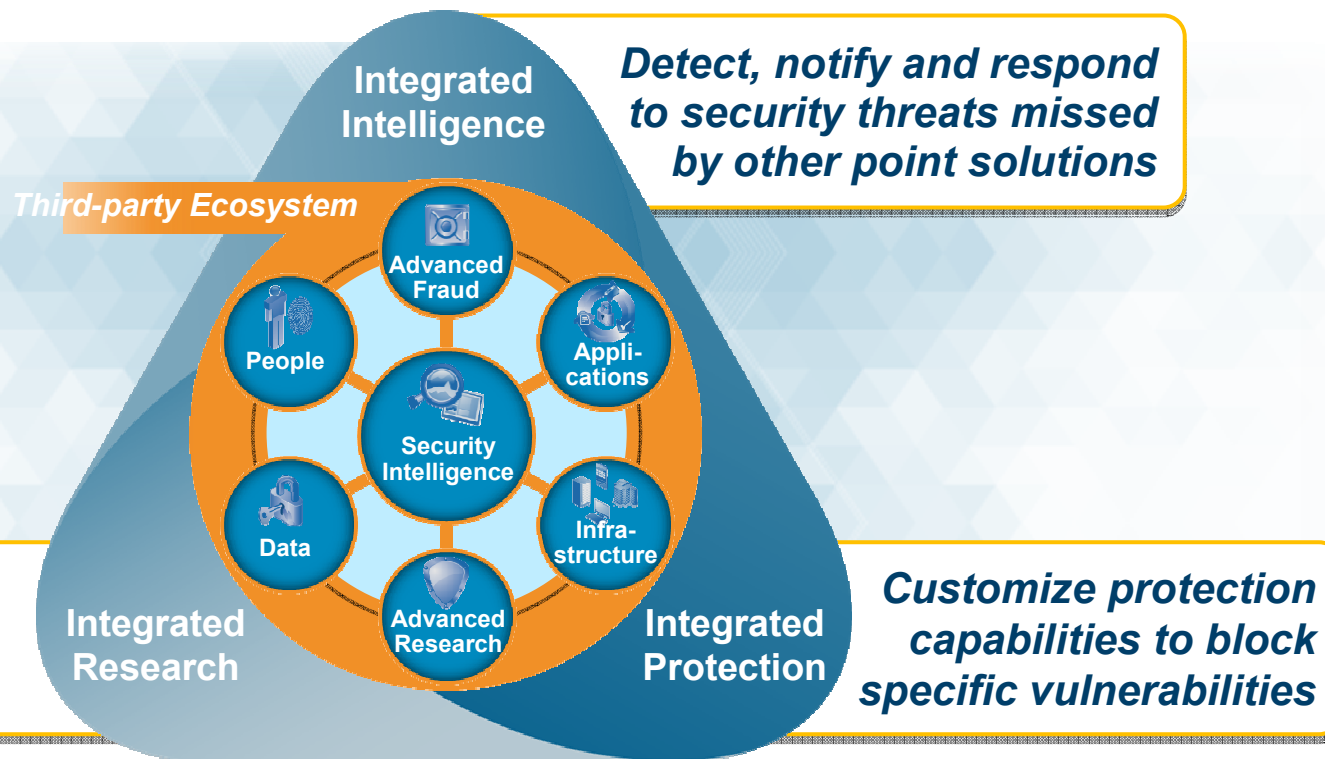 Integrated
Intelligence
Detect, notify and respond
to security threats missed
by other point solutions
Third-party Ecosystem
Advanced
Fraud
People
Appli-
cations
Security
Intelligence
Data
Infra-
structure
Advanced
Research
Integrated
Research
Integrated
Protection
Customize protection
capabilities to block
specific vulnerabilities